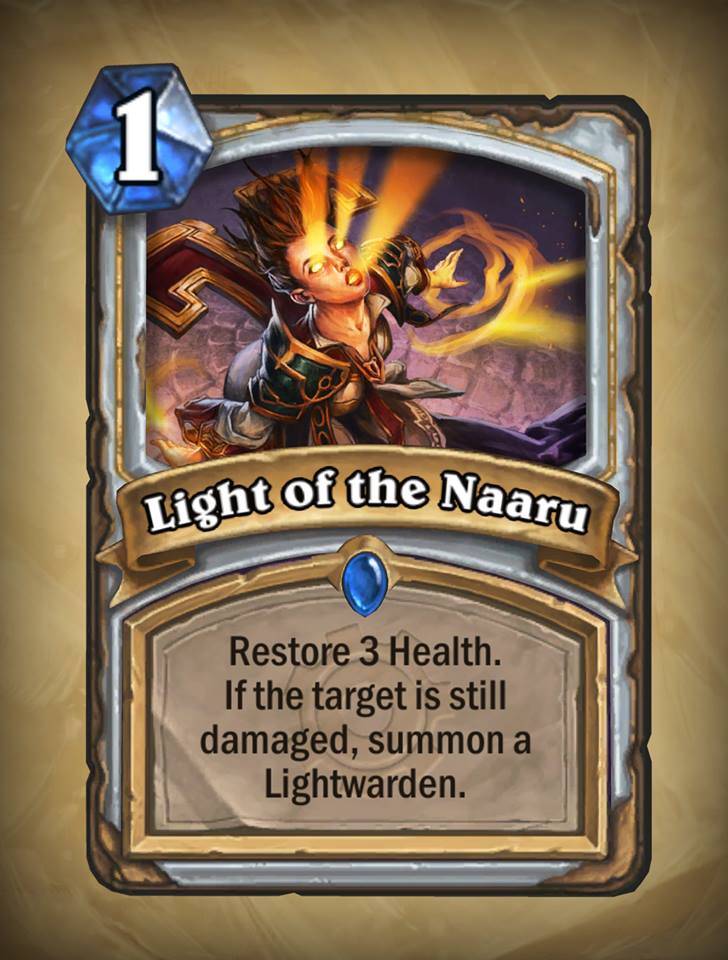 1
Light of the Naaru
Restore 3 Health.
If the target is still
damaged, summon a
Lightwarden.